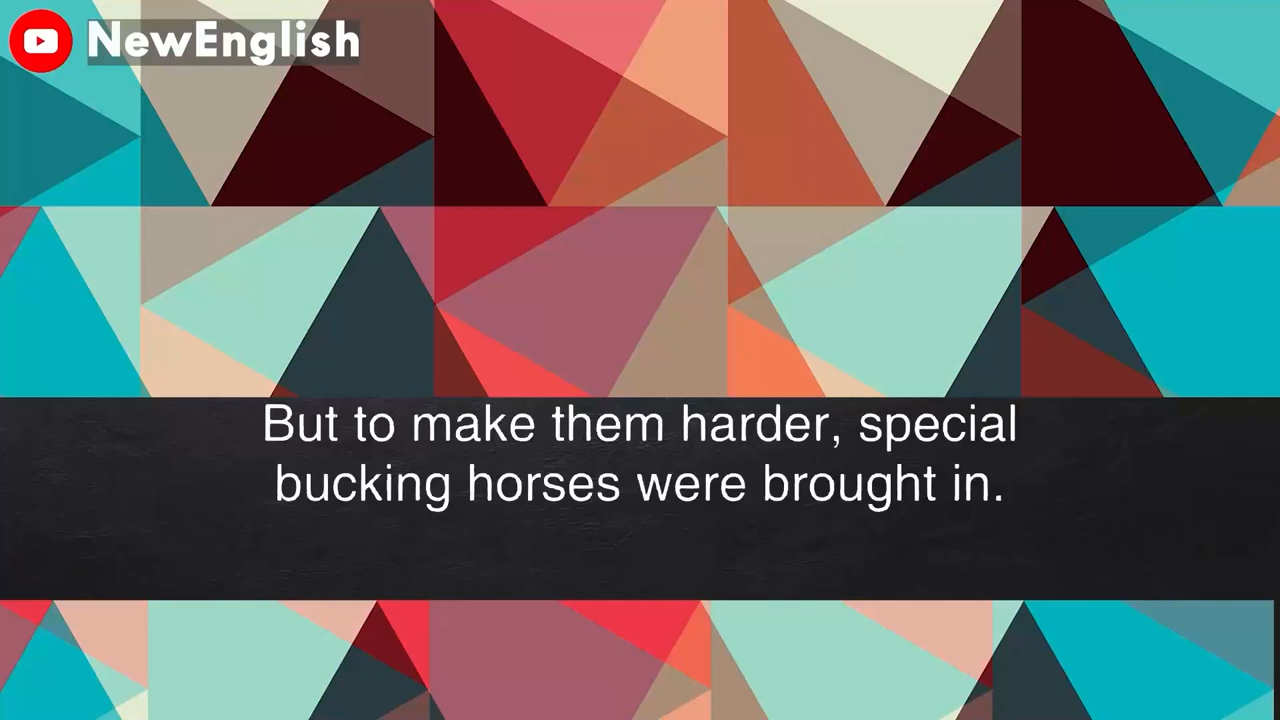 NewEnglish
But to make them harder, special
bucking horses were brought in.